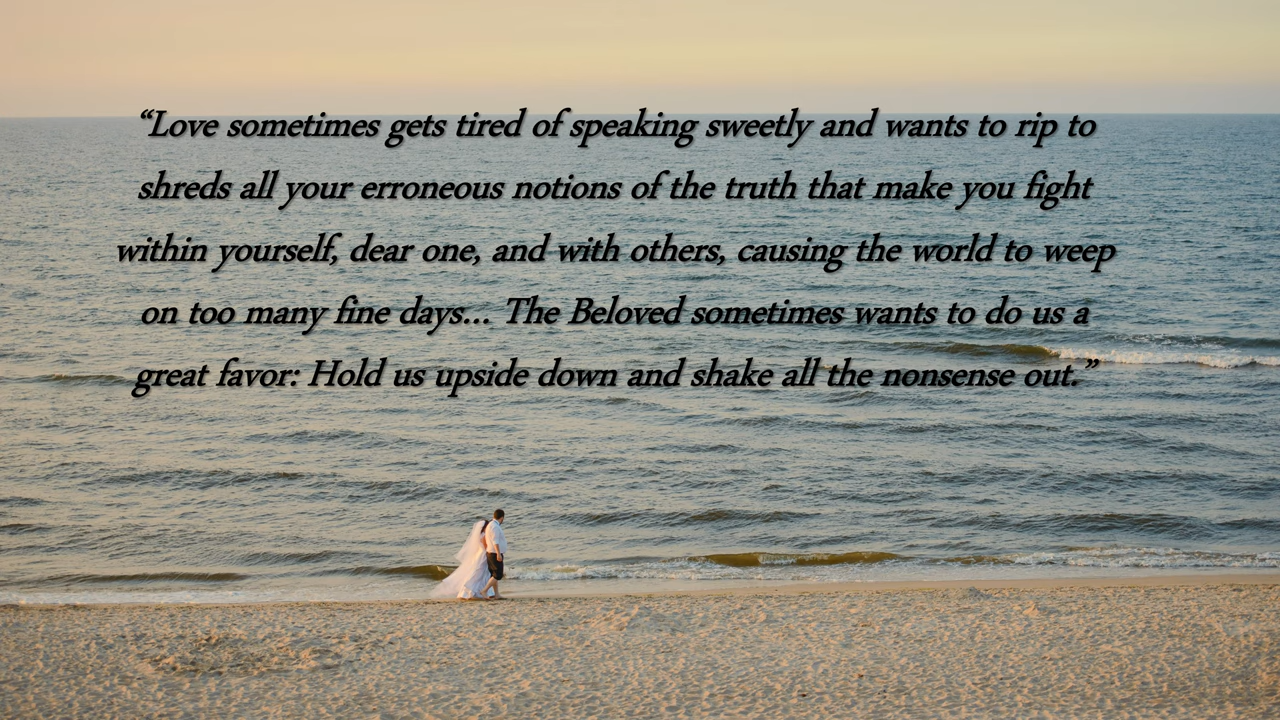 “Love sometimes gets tired of speaking sweetly and wants to rip to
shreds all your erroneous notions of the truth that make you fight
within yourself, dear one, and with others, causing the world to weep
on too many fine days... The Beloved sometimes wants to do us a
great favor: Hold us upside down and shake all the nonsense out.”